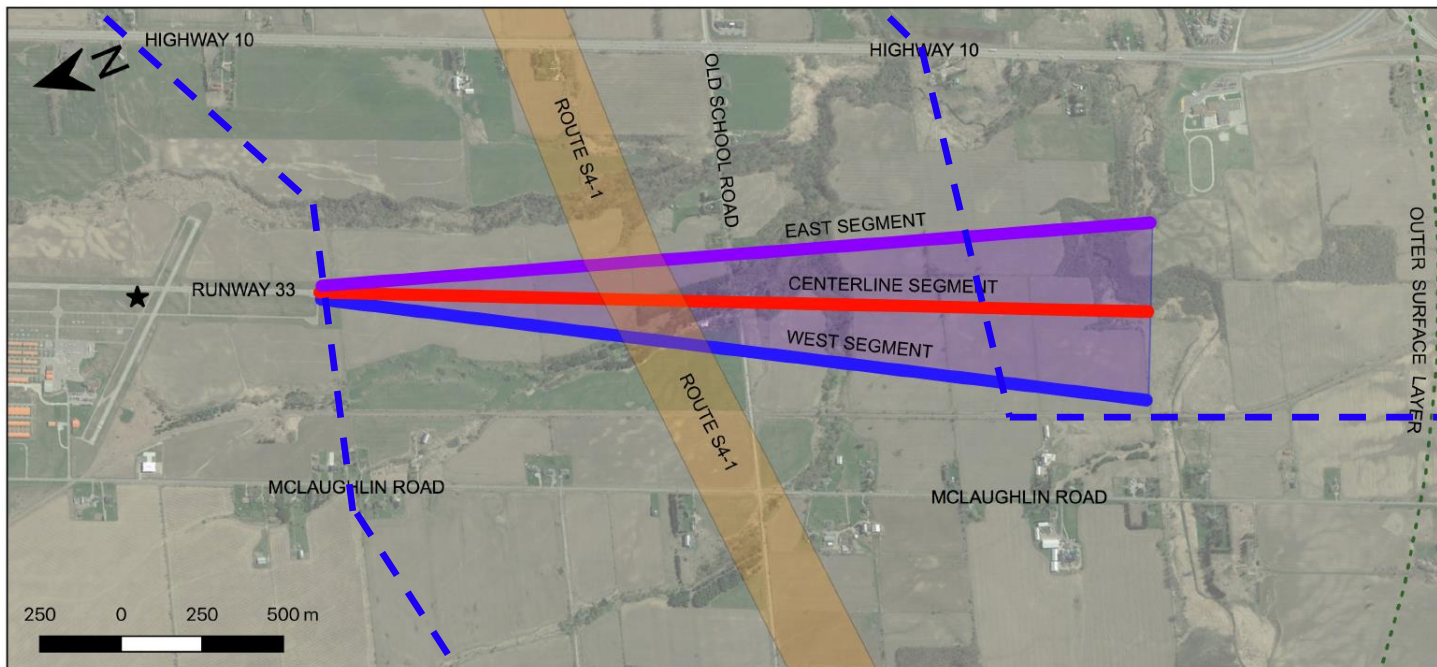 HIGHWAY 10
HIGHWAY 10
N
OLD SCHOOL ROAD
ROUTE S4-1
EAST SEGMENT
OUTER SURFACE LAYER
RUNWAY 33
CENTERLINE SEGMENT
WEST SEGMENT
ROUTE S4-1
MCLAUGHLIN ROAD
MCLAUGHLIN ROAD
250 0 250 500 m